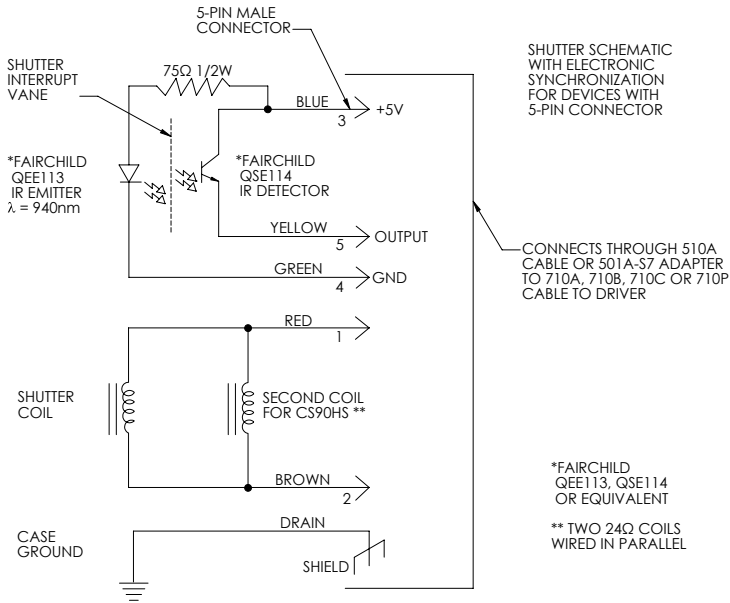 5-PIN MALE
CONNECTOR
SHUTTER
INTERRUPT
VANE
75Ω 1/2W
BLUE
3
+5V
SHUTTER SCHEMATIC
WITH ELECTRONIC
SYNCHRONIZATION
FOR DEVICES WITH
5-PIN CONNECTOR
*FAIRCHILD
QEE113
IR EMITTER
λ = 940nm
*FAIRCHILD
QSE114
IR DETECTOR
YELLOW
5
OUTPUT
GREEN
4
GND
CONNECTS THROUGH 510A
CABLE OR 501A-S7 ADAPTER
TO 710A, 710B, 710C OR 710P
CABLE TO DRIVER
RED
1
SHUTTER
COIL
SECOND COIL
FOR CS90HS **
BROWN
2
*FAIRCHILD
QEE113, QSE114
OR EQUIVALENT
** TWO 24Ω COILS
WIRED IN PARALLEL
CASE
GROUND
DRAIN
SHIELD